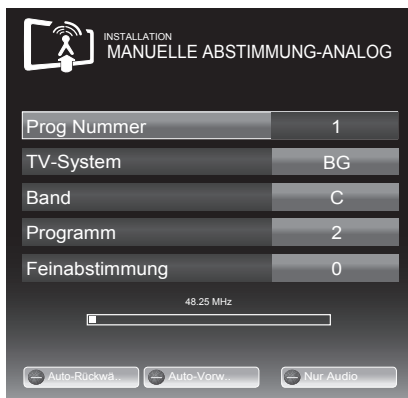 INSTALLATION
MANUELLE ABSTIMMUNG-ANALOG
Prog Nummer 1
TV-System BG
Band C
Programm 2
Feinabstimmung 0
48.25 MHz
Auto-Rückwä.. Auto-Vorw.. Nur Audio